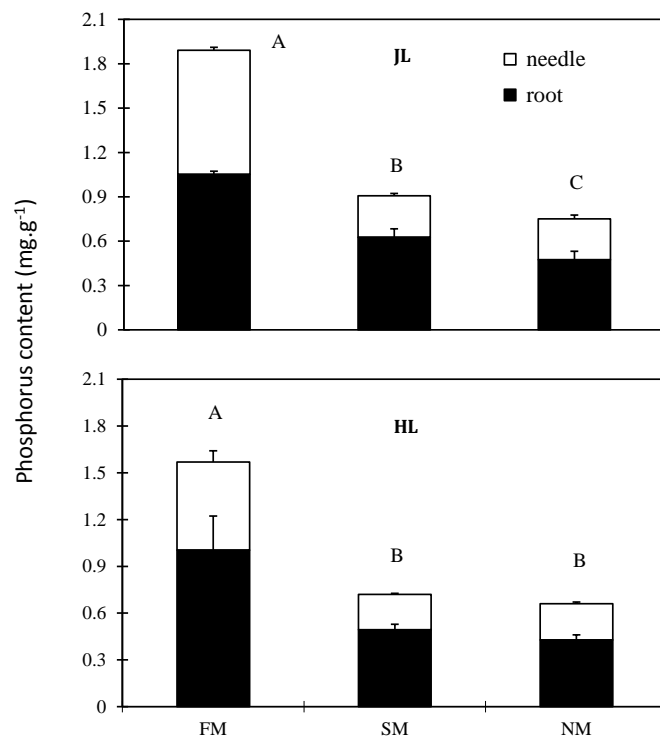 Phosphorus content (mg.g-1)
2.1
1.8
1.5
1.2
0.9
0.6
0.3
0
A
JL
needle
root
B
C
2.1
1.8
1.5
1.2
0.9
0.6
0.3
0
A
HL
B
B
FM SM NM